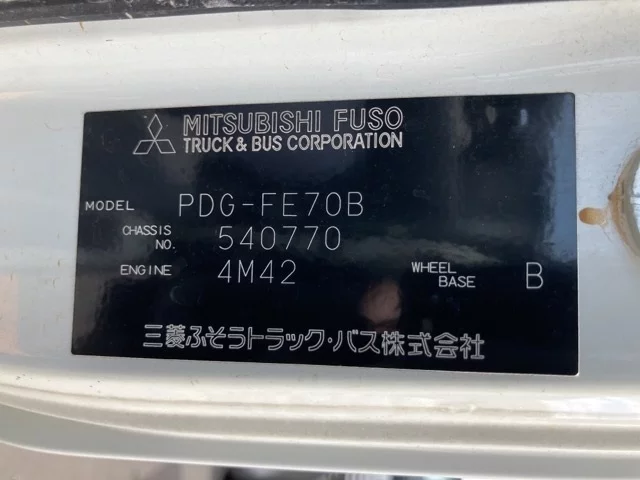 MITSUBISHI FUSO
TRUCK & BUS CORPORATION
MODEL PDG-FE70B
CHASSIS NO. 540770
ENGINE 4M42 WHEEL BASE B
三菱ふそうトラック・バス株式会社